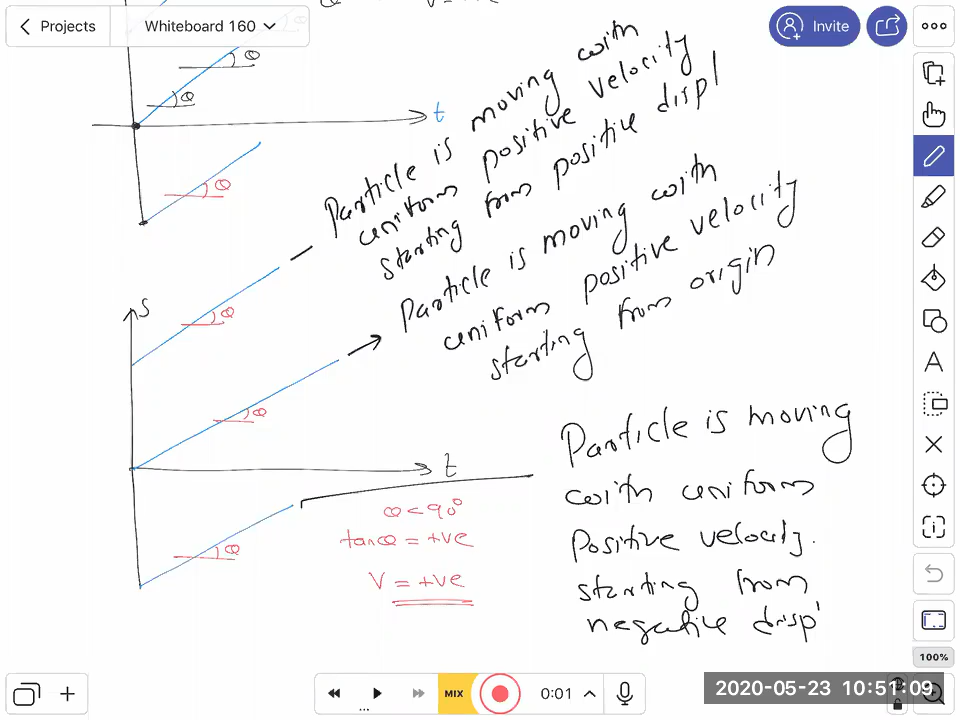 Projects
Whiteboard 160
Invite
θ
θ
t
θ
Particle is moving with
uniform positive velocity
starting from positive displ
Particle is moving with
uniform positive velocity
starting from origin
S
θ
θ
t
Particle is moving
with uniform
positive velocity.
starting from
negative displ
θ
θ<90°
tanθ = +ve
V = +ve
A
100%
MIX
0:01
2020-05-23 10:51:09